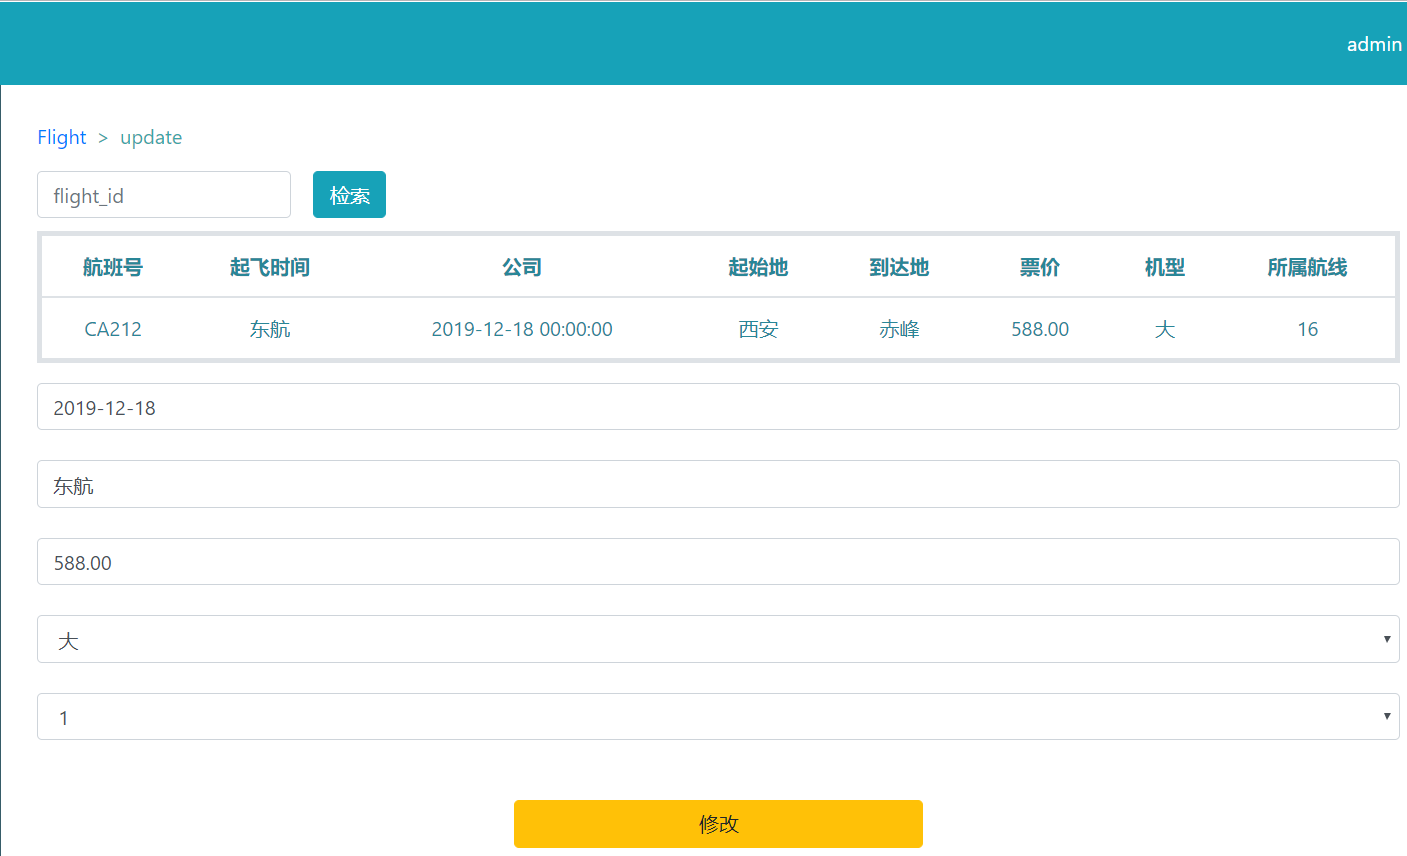 admin
Flight > update
flight_id 检索
航班号 起飞时间 公司 起始地 到达地 票价 机型 所属航线
CA212 东航 2019-12-18 00:00:00 西安 赤峰 588.00 大 16
2019-12-18
东航
588.00
大
1
修改